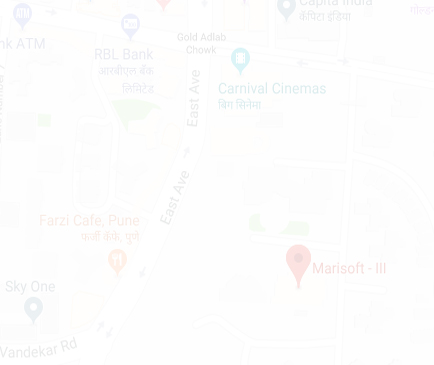 Capita India
कॅपिटा इंडिया
nk ATM
Gold Adlab
Chowk
RBL Bank
आरबीएल बँक
लिमिटेड
East Ave
Carnival Cinemas
बिग सिनेमा
East Ave
Farzi Cafe, Pune
फर्जी कॅफे, पुणे
Marisoft - III
Sky One
Vandekar Rd